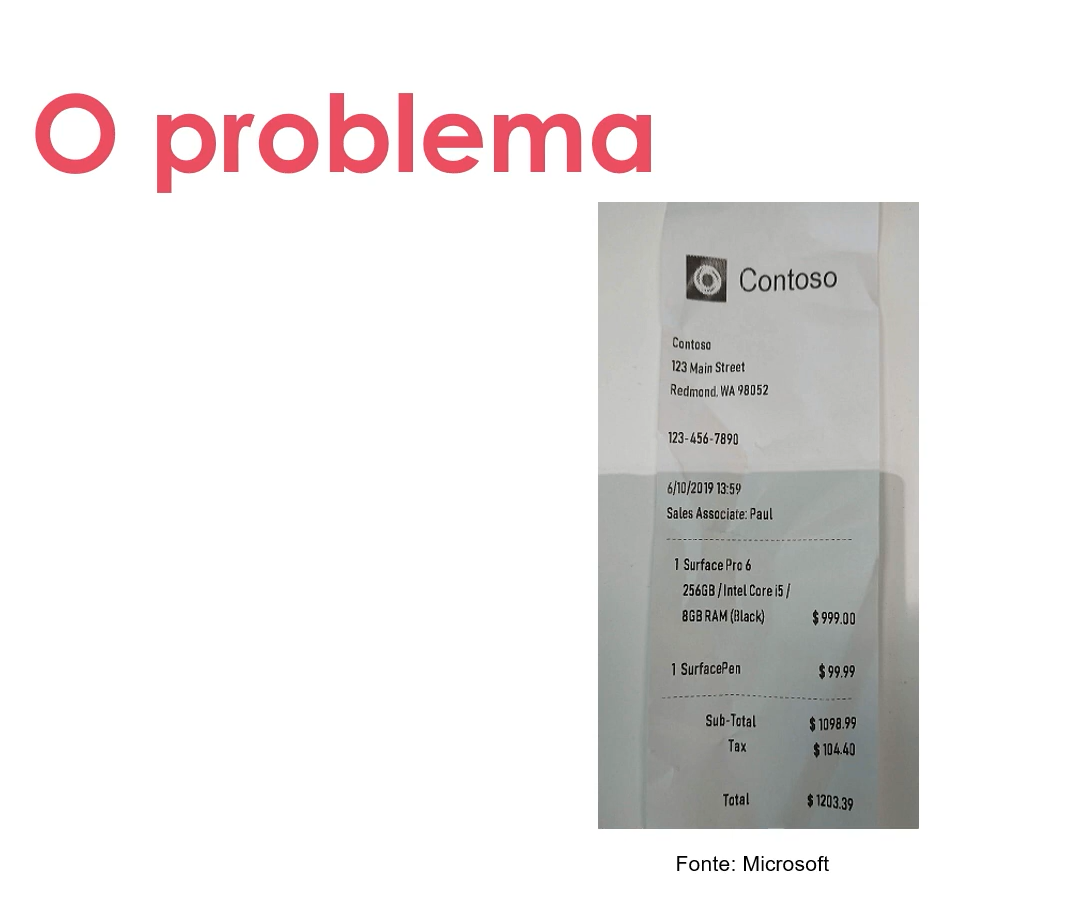 O problema
Contoso
Contoso
123 Main Street
Redmond, WA 98052
123-456-7890
6/10/2019 13:59
Sales Associate: Paul
1 Surface Pro 6
256GB / Intel Core i5 /
8GB RAM (Black) $ 999.00
1 SurfacePen $ 99.99
Sub-Total $ 1098.99
Tax $ 104.40
Total $ 1203.39
Fonte: Microsoft